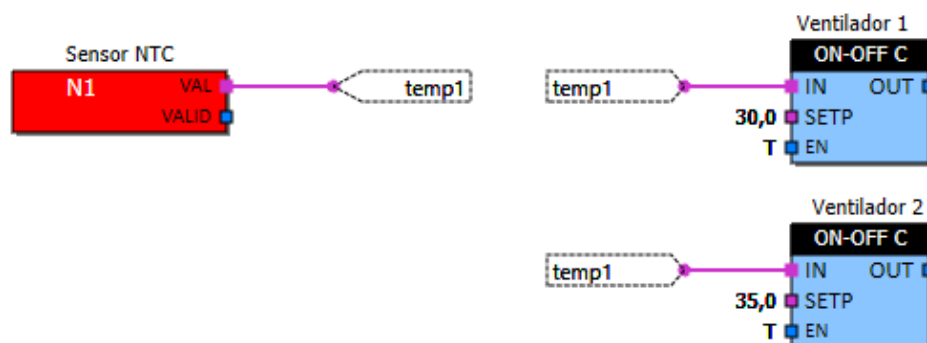 Ventilador 1
Sensor NTC
ON-OFF C
N1 VAL temp1 temp1 IN OUT
VALID 30,0 SETP
T EN
Ventilador 2
ON-OFF C
temp1 IN OUT
35,0 SETP
T EN